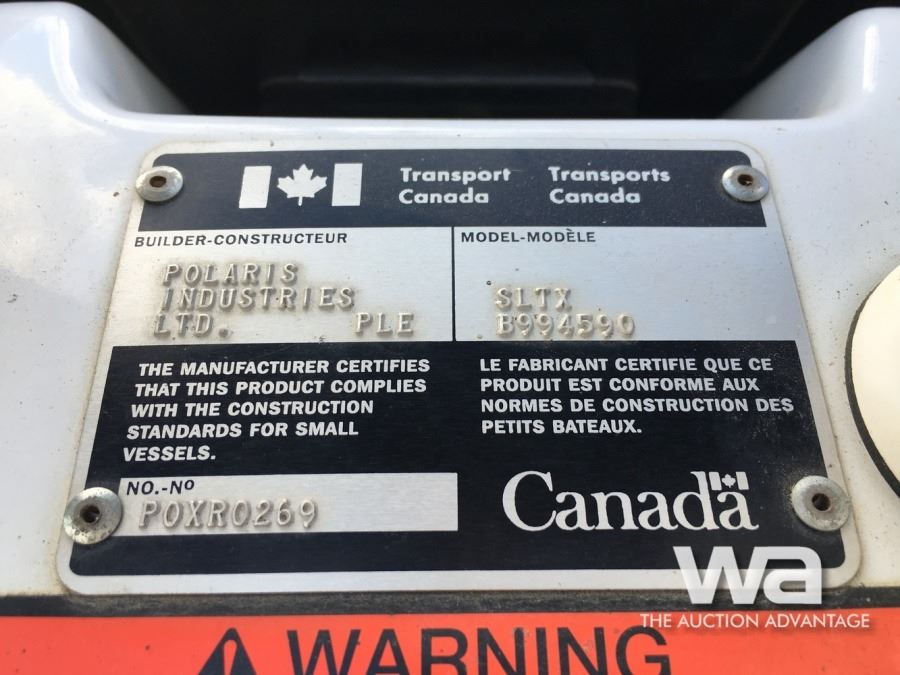 Transport Canada
Transports Canada
BUILDER-CONSTRUCTEUR
POLARIS
INDUSTRIES
LTD. PLE
MODEL-MODÈLE
SLTX
B994590
THE MANUFACTURER CERTIFIES
THAT THIS PRODUCT COMPLIES
WITH THE CONSTRUCTION
STANDARDS FOR SMALL
VESSELS.
LE FABRICANT CERTIFIE QUE CE
PRODUIT EST CONFORME AUX
NORMES DE CONSTRUCTION DES
PETITS BATEAUX.
NO.-Nº
POXR0269
Canada
wa
THE AUCTION ADVANTAGE
WARNING